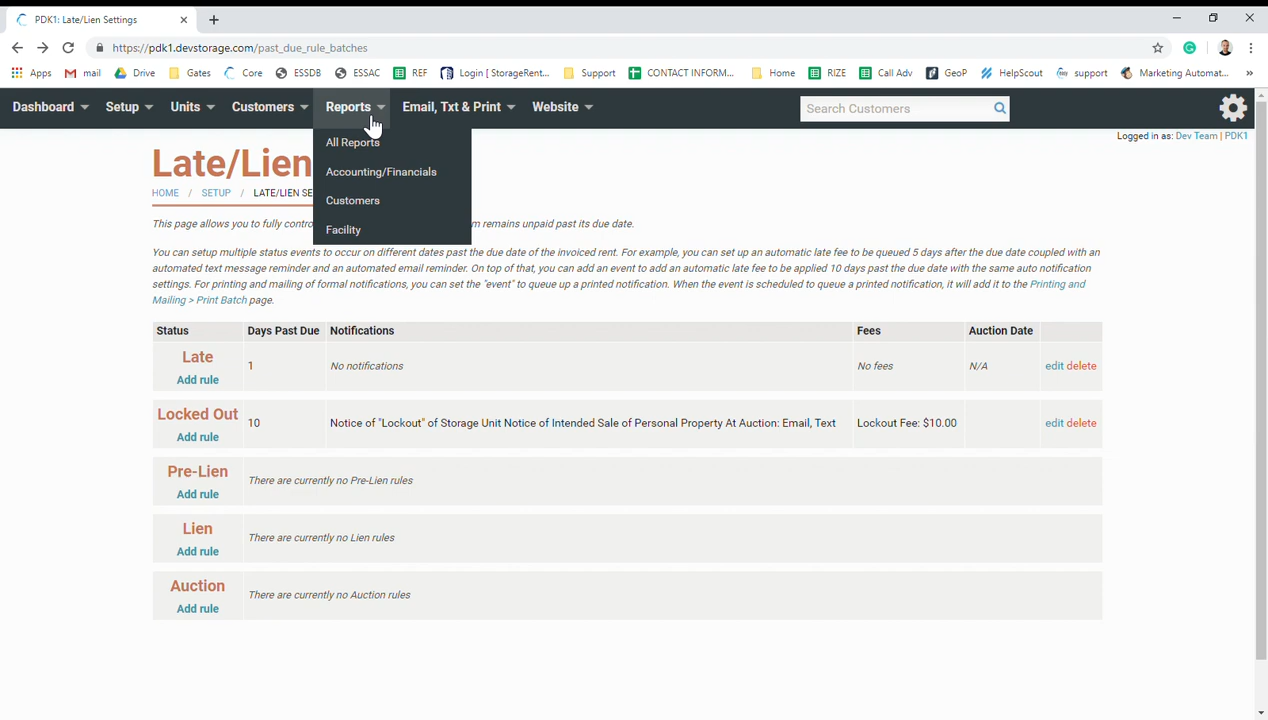 PDK1: Late/Lien Settings
https://pdk1.devstorage.com/past_due_rule_batches
Apps mail Drive Gates Core ESSDB ESSAC REF Login [ StorageRent... Support CONTACT INFORM... Home RIZE Call Adv GeoP HelpScout support Marketing Automat... »
Dashboard Setup Units Customers Reports Email, Txt & Print Website Search Customers
Logged in as: Dev Team | PDK1
All Reports
Accounting/Financials
Customers
Facility
Late/Lien
HOME / SETUP / LATE/LIEN SE
This page allows you to fully contro m remains unpaid past its due date.
You can setup multiple status events to occur on different dates past the due date of the invoiced rent. For example, you can set up an automatic late fee to be queued 5 days after the due date coupled with an
automated text message reminder and an automated email reminder. On top of that, you can add an event to add an automatic late fee to be applied 10 days past the due date with the same auto notification
settings. For printing and mailing of formal notifications, you can set the "event" to queue up a printed notification. When the event is scheduled to queue a printed notification, it will add it to the Printing and
Mailing > Print Batch page.
Status Days Past Due Notifications Fees Auction Date
Late 1 No notifications No fees N/A edit delete
Add rule
Locked Out 10 Notice of "Lockout" of Storage Unit Notice of Intended Sale of Personal Property At Auction: Email, Text Lockout Fee: $10.00 edit delete
Add rule
Pre-Lien There are currently no Pre-Lien rules
Add rule
Lien There are currently no Lien rules
Add rule
Auction There are currently no Auction rules
Add rule